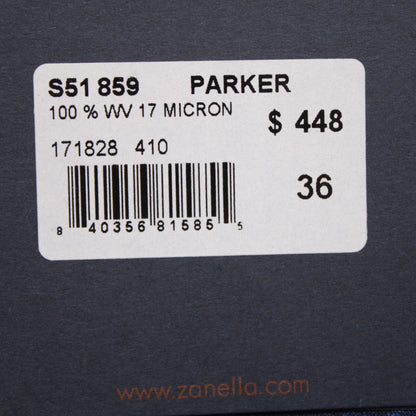 S51 859 PARKER
100 % WV 17 MICRON
$ 448
171828 410
36
8 40356 81585 5
www.zanella.com